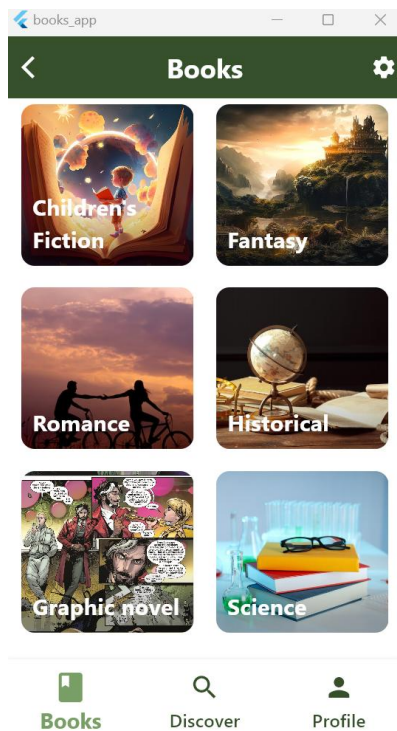 books_app
Books
Children's
Fiction
Fantasy
Romance
Historical
Graphic novel
Science
Books
Discover
Profile